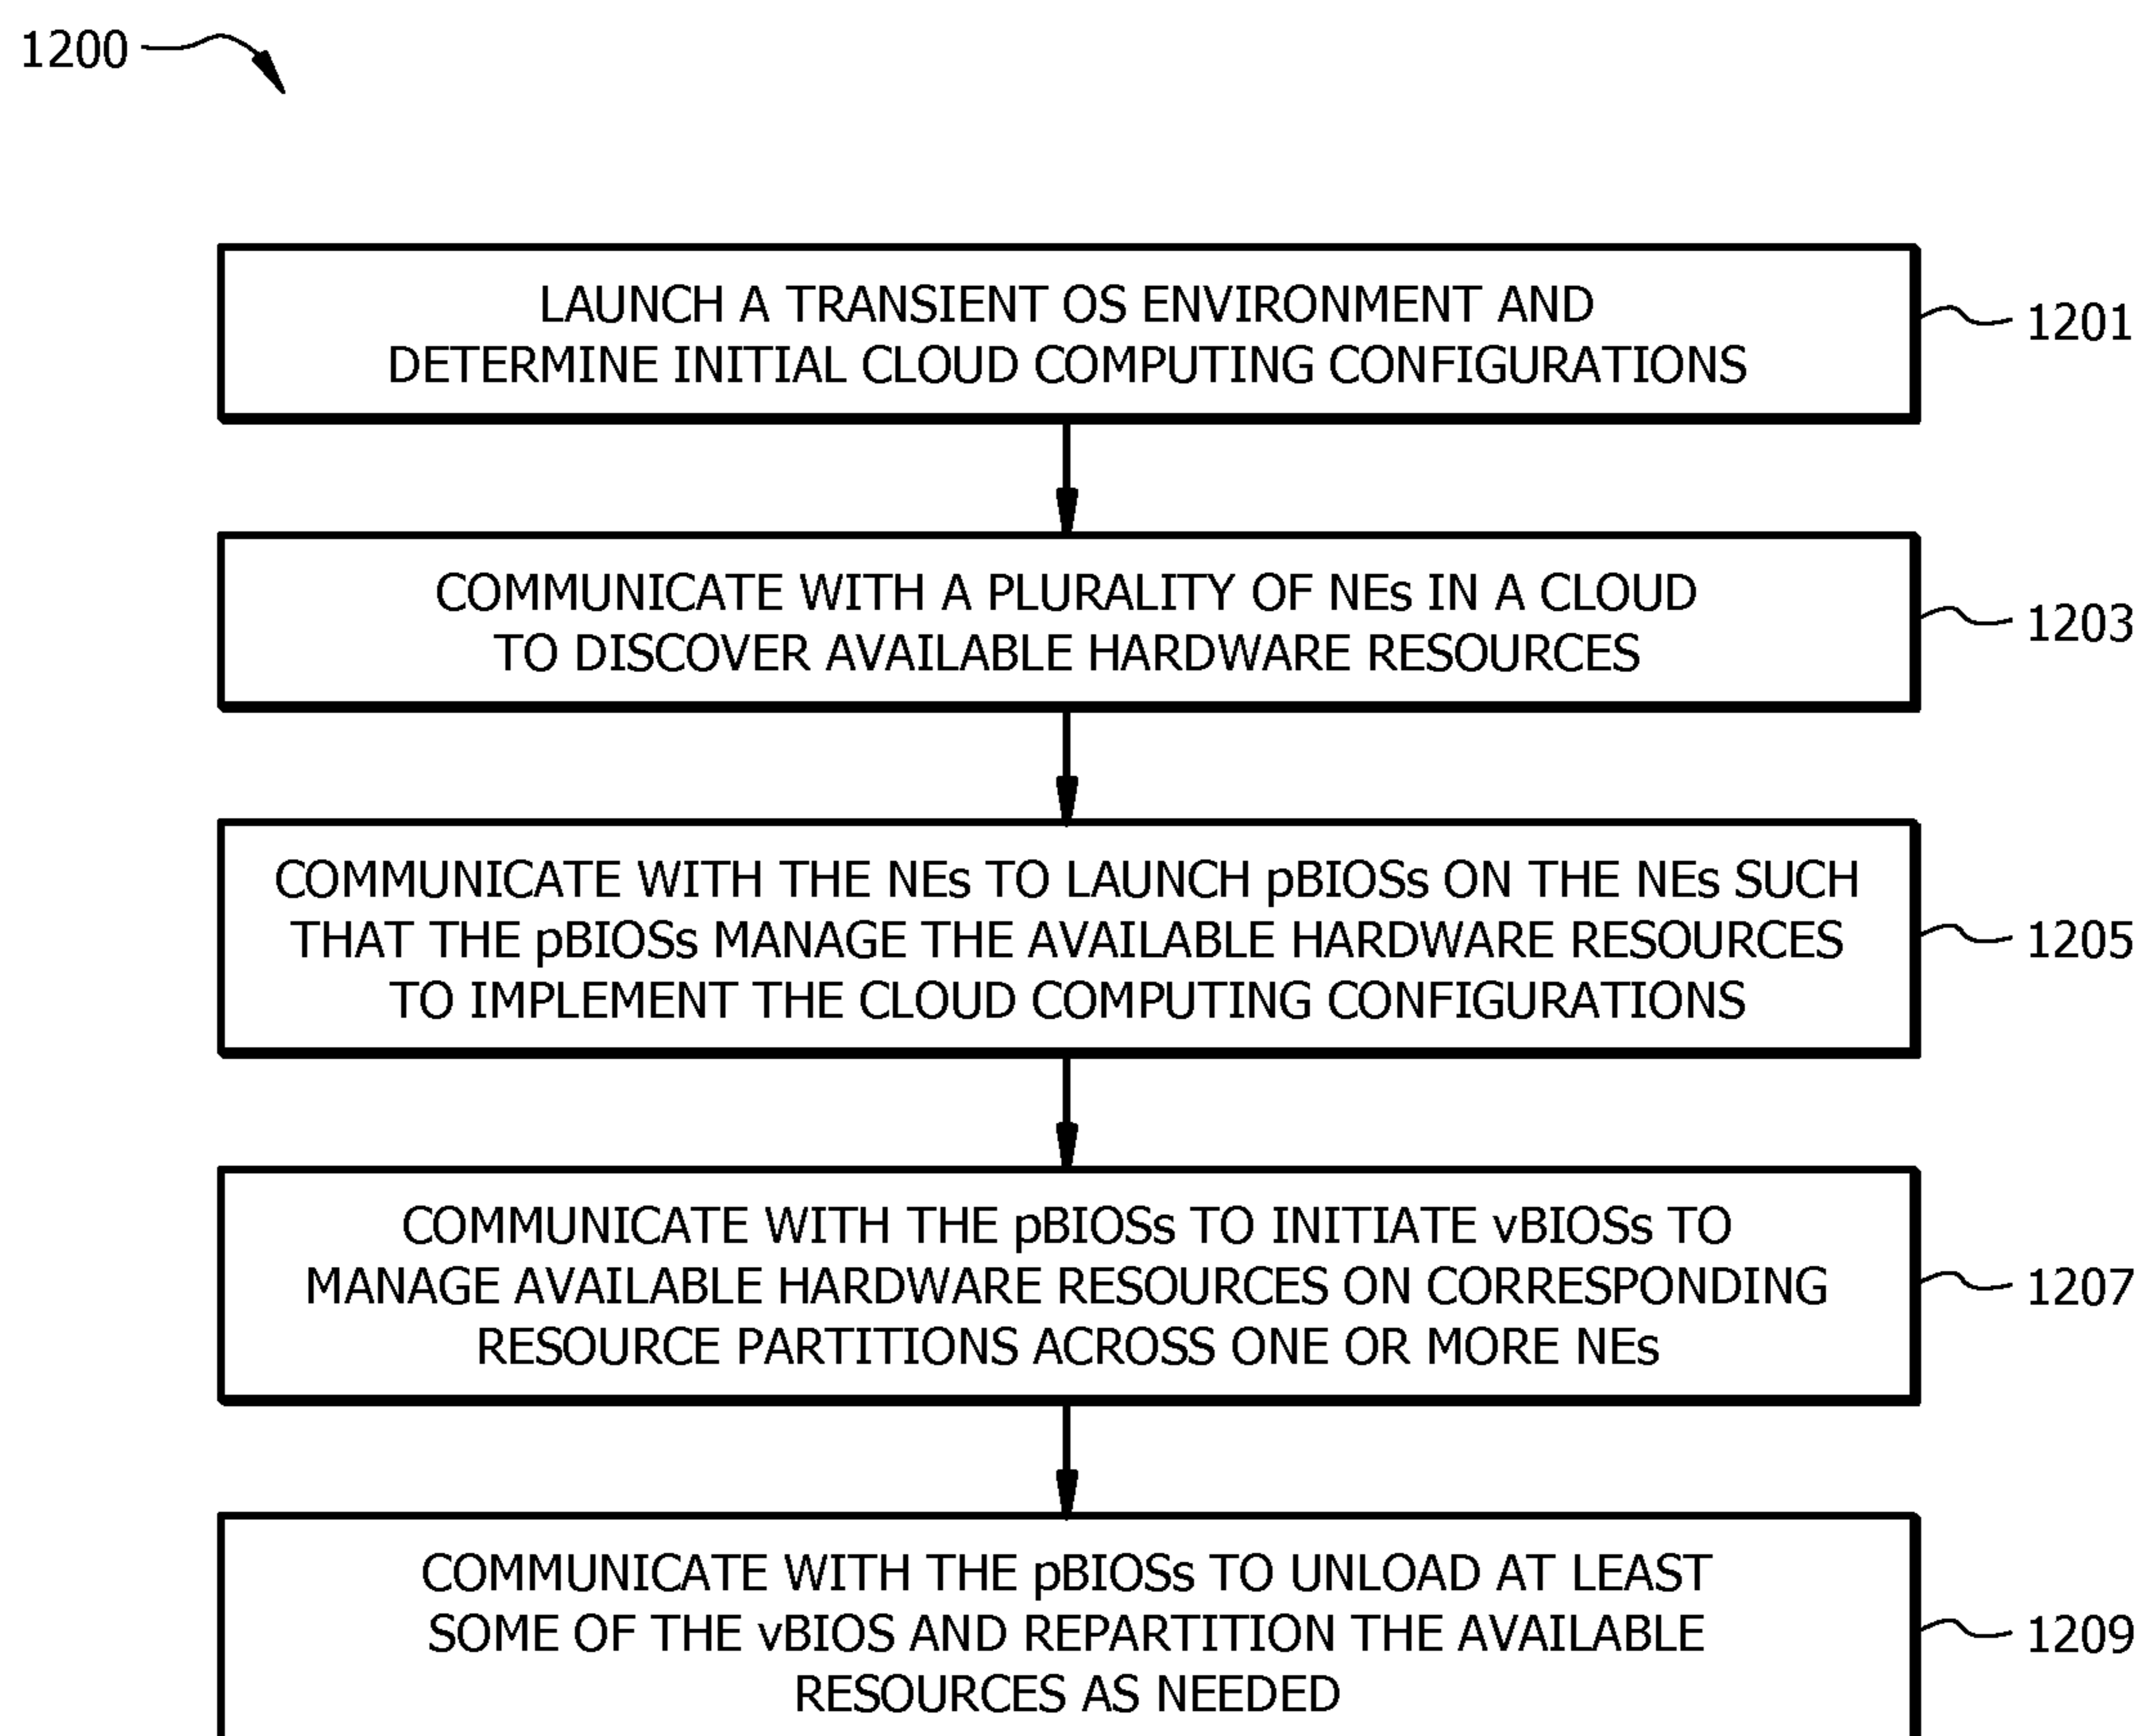 1200
LAUNCH A TRANSIENT OS ENVIRONMENT AND
DETERMINE INITIAL CLOUD COMPUTING CONFIGURATIONS
1201
COMMUNICATE WITH A PLURALITY OF NEs IN A CLOUD
TO DISCOVER AVAILABLE HARDWARE RESOURCES
1203
COMMUNICATE WITH THE NEs TO LAUNCH pBIOSs ON THE NEs SUCH
THAT THE pBIOSs MANAGE THE AVAILABLE HARDWARE RESOURCES
TO IMPLEMENT THE CLOUD COMPUTING CONFIGURATIONS
1205
COMMUNICATE WITH THE pBIOSs TO INITIATE vBIOSs TO
MANAGE AVAILABLE HARDWARE RESOURCES ON CORRESPONDING
RESOURCE PARTITIONS ACROSS ONE OR MORE NEs
1207
COMMUNICATE WITH THE pBIOSs TO UNLOAD AT LEAST
SOME OF THE vBIOS AND REPARTITION THE AVAILABLE
RESOURCES AS NEEDED
1209